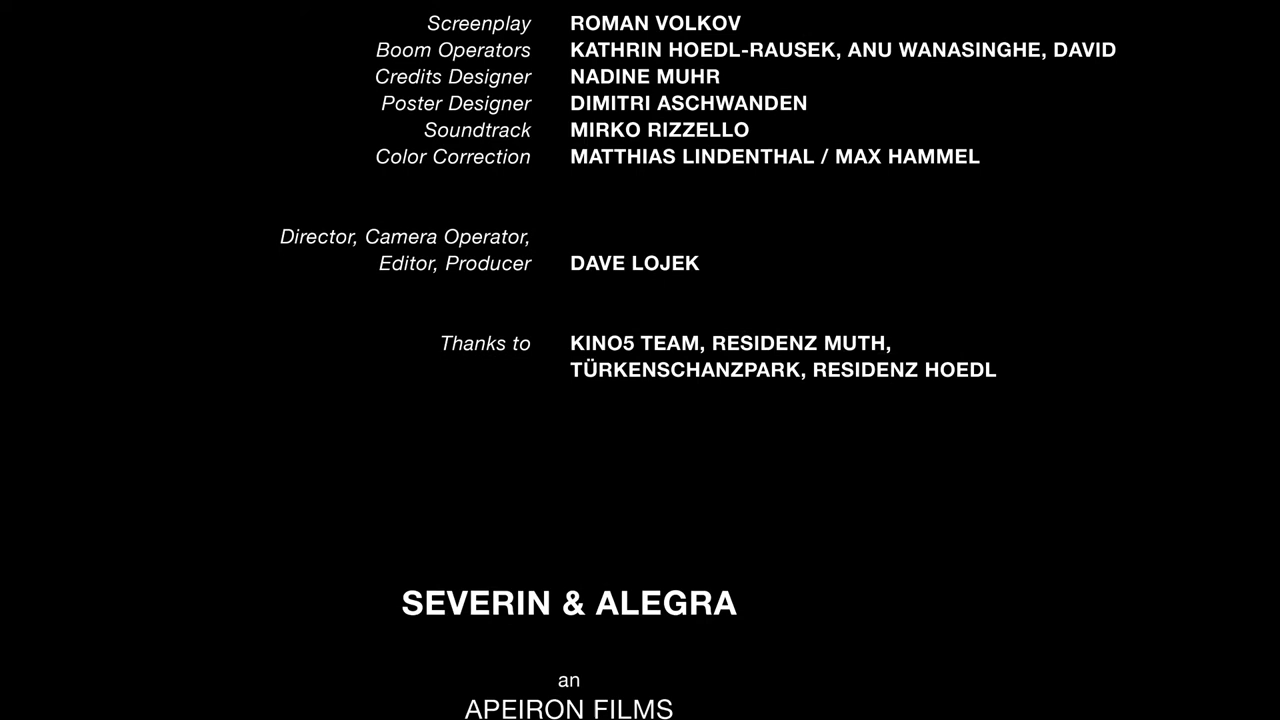 Screenplay ROMAN VOLKOV
Boom Operators KATHRIN HOEDL-RAUSEK, ANU WANASINGHE, DAVID
Credits Designer NADINE MUHR
Poster Designer DIMITRI ASCHWANDEN
Soundtrack MIRKO RIZZELLO
Color Correction MATTHIAS LINDENTHAL / MAX HAMMEL
Director, Camera Operator,
Editor, Producer DAVE LOJEK
Thanks to KINO5 TEAM, RESIDENZ MUTH,
TÜRKENSCHANZPARK, RESIDENZ HOEDL
SEVERIN & ALEGRA
an
APEIRON FILMS